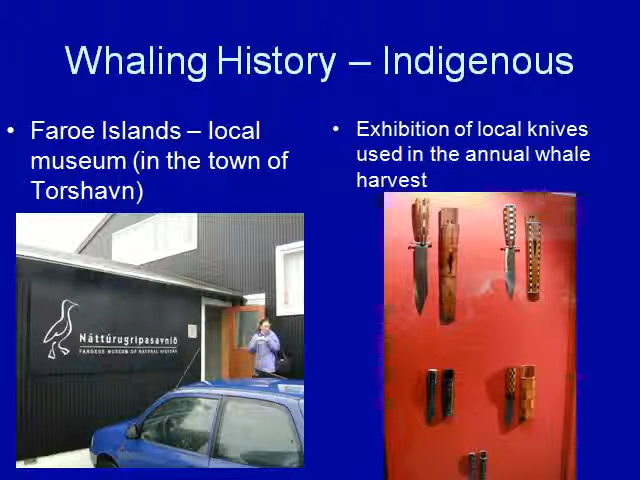 Whaling History – Indigenous
• Faroe Islands – local
museum (in the town of
Torshavn)
• Exhibition of local knives
used in the annual whale
harvest
Náttúrugripasavnið
FAROESE MUSEUM OF NATURAL HISTORY